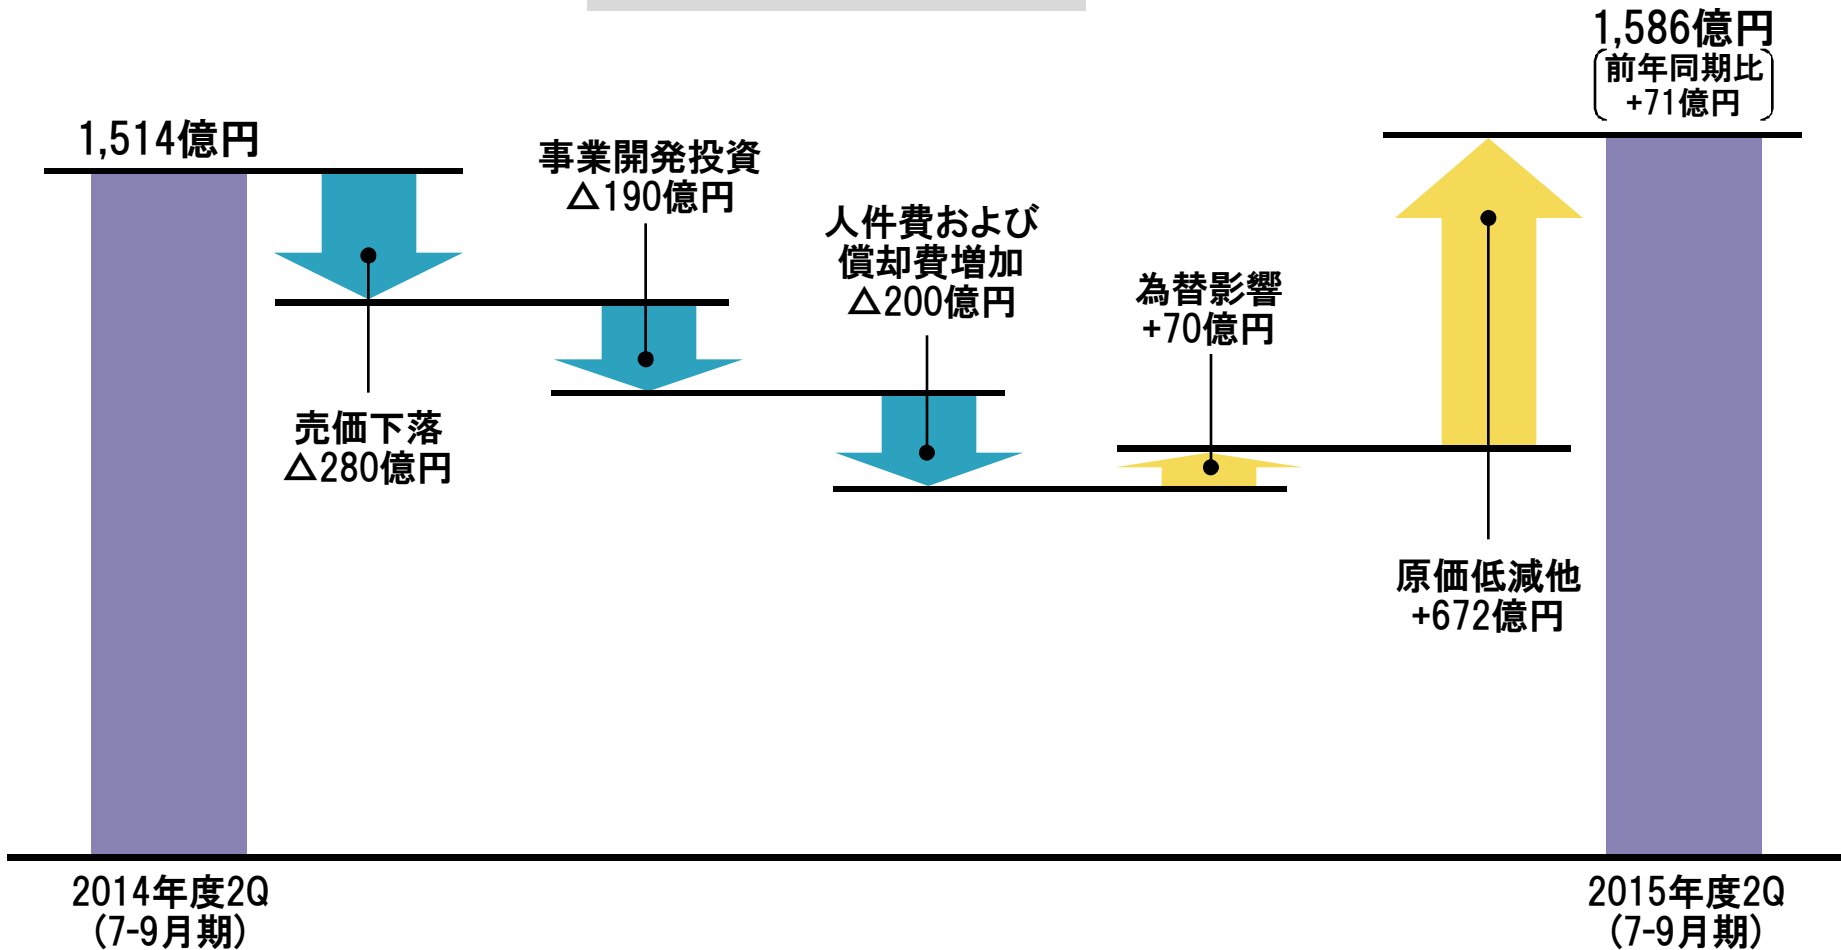 1,514億円
売価下落
△280億円
事業開発投資
△190億円
人件費および
償却費増加
△200億円
為替影響
+70億円
原価低減他
+672億円
1,586億円
前年同期比
+71億円
2014年度2Q
(7-9月期)
2015年度2Q
(7-9月期)